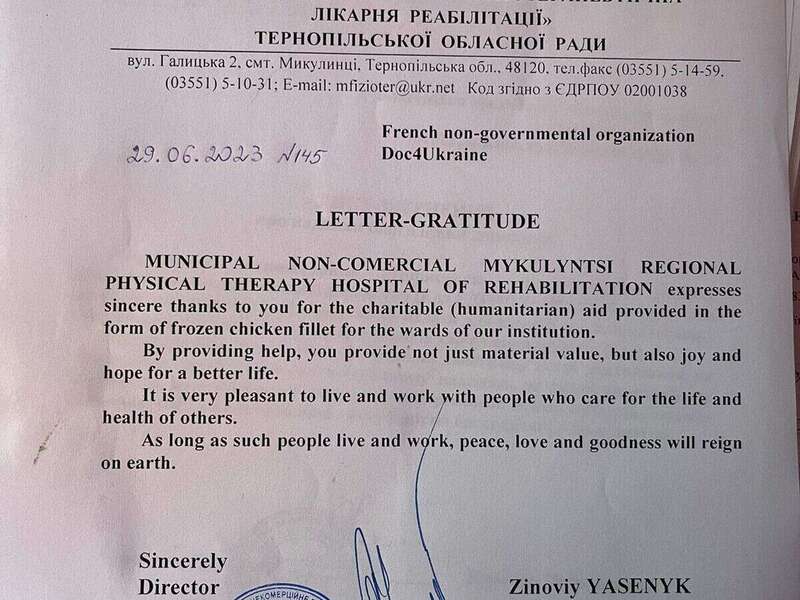 ЛІКАРНЯ РЕАБІЛІТАЦІЇ»
ТЕРНОПІЛЬСЬКОЇ ОБЛАСНОЇ РАДИ
вул. Галицька 2, смт. Микулинці, Тернопільська обл., 48120, тел.факс (03551) 5-14-59,
(03551) 5-10-31; E-mail: mfizioter@ukr.net Код згідно з ЄДРПОУ 02001038
French non-governmental organization
29.06.2023 №145
Doc4Ukraine
LETTER-GRATITUDE
MUNICIPAL NON-COMERCIAL MYKULYNTSI REGIONAL
PHYSICAL THERAPY HOSPITAL OF REHABILITATION expresses
sincere thanks to you for the charitable (humanitarian) aid provided in the
form of frozen chicken fillet for the wards of our institution.
By providing help, you provide not just material value, but also joy and
hope for a better life.
It is very pleasant to live and work with people who care for the life and
health of others.
As long as such people live and work, peace, love and goodness will reign
on earth.
Sincerely
Director
Zinoviy YASENYK